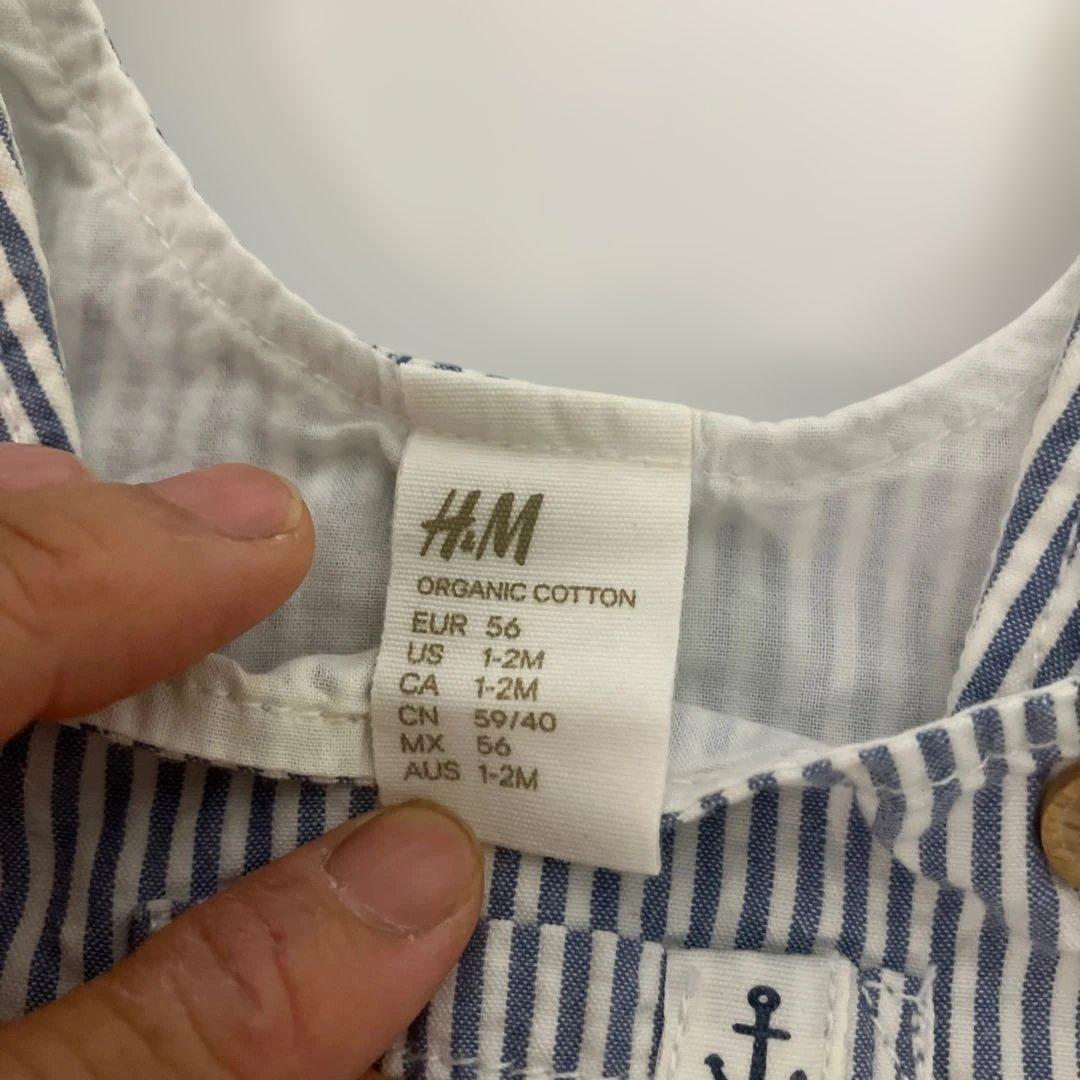 H&M
ORGANIC COTTON
EUR 56
US 1-2M
CA 1-2M
CN 59/40
MX 56
AUS 1-2M